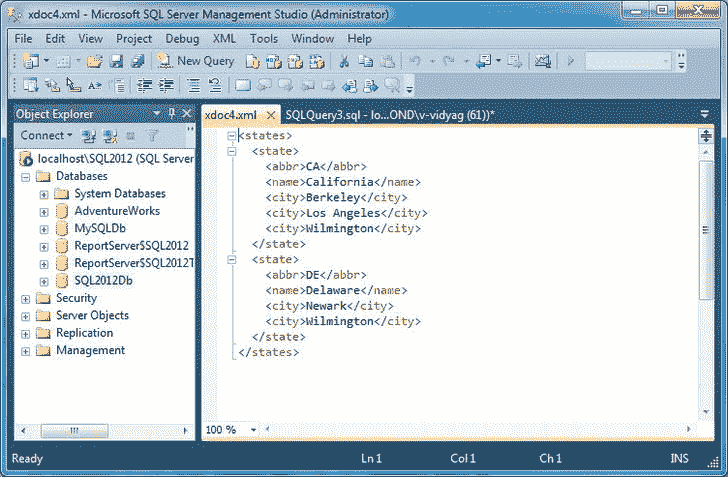 xdoc4.xml - Microsoft SQL Server Management Studio (Administrator)
File Edit View Project Debug XML Tools Window Help
New Query
Object Explorer
xdoc4.xml
SQLQuery3.sql - lo...OND\v-vidyag (61))*
Connect
localhost\SQL2012 (SQL Server
Databases
System Databases
AdventureWorks
MySQLDb
ReportServer$SQL2012
ReportServer$SQL2012T
SQL2012Db
Security
Server Objects
Replication
Management
<states>
<state>
<abbr>CA</abbr>
<name>California</name>
<city>Berkeley</city>
<city>Los Angeles</city>
<city>Wilmington</city>
</state>
<state>
<abbr>DE</abbr>
<name>Delaware</name>
<city>Newark</city>
<city>Wilmington</city>
</state>
</states>
100 %
Ready Ln 1 Col 1 Ch 1 INS